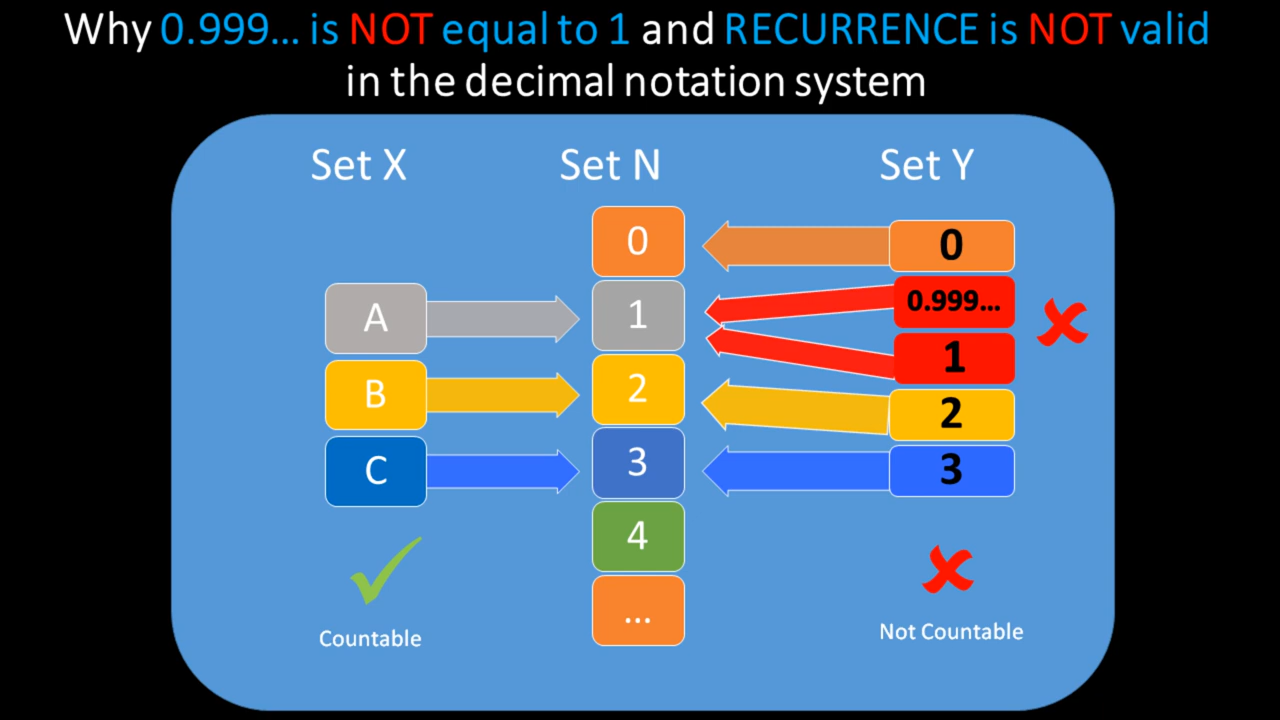 Why 0.999... is NOT equal to 1 and RECURRENCE is NOT valid
in the decimal notation system
Set X
Set N
Set Y
0
0
A
1
0.999...
1
B
2
2
C
3
3
4
...
Countable
Not Countable